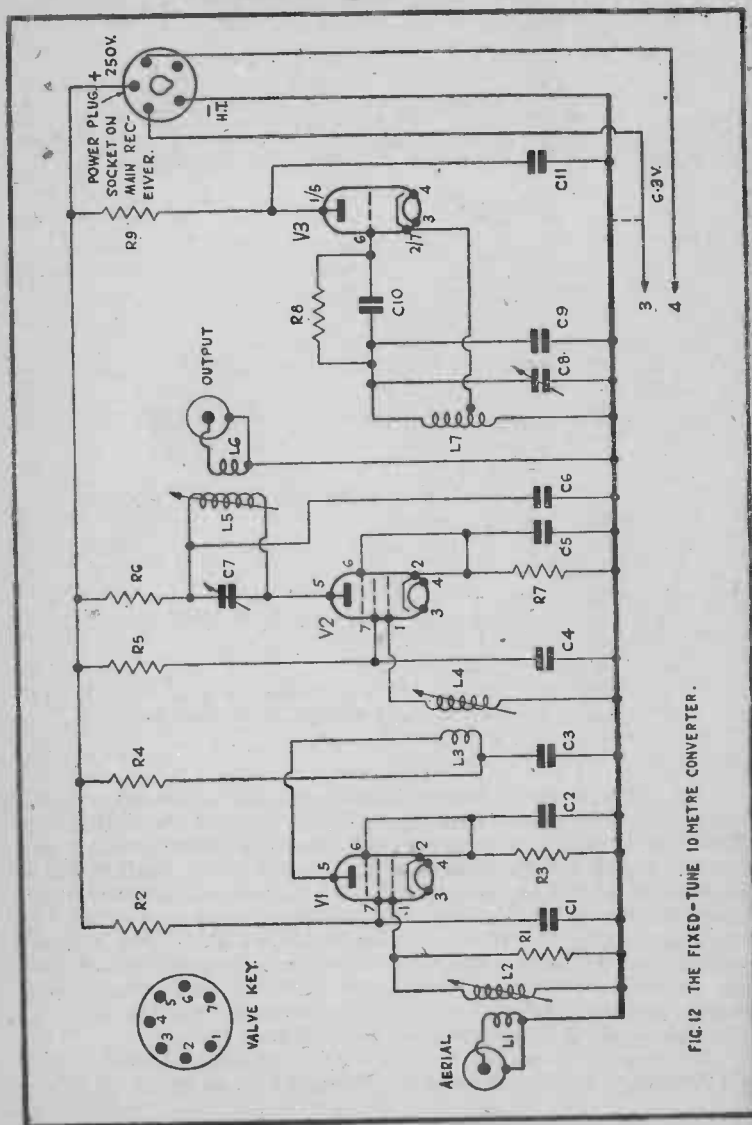 POWER PLUG
SOCKET ON
MAIN REC-
EIVER.
+
250V.
-
H.T.
R2
R4
R5
R6
R9
OUTPUT
L6
L5
C7
VALVE KEY.
1
2
3
4
5
6
7
V1
5
6
7
1
2
4
3
V2
5
6
7
1
2
4
3
V3
1/5
6
2/7
3
4
R8
C10
L3
L4
L7
AERIAL
L1
L2
R1
C1
R3
C2
C3
C4
R7
C5
C6
C8
C9
C11
6·3V.
3
4
FIG.12 THE FIXED-TUNE 10 METRE CONVERTER.